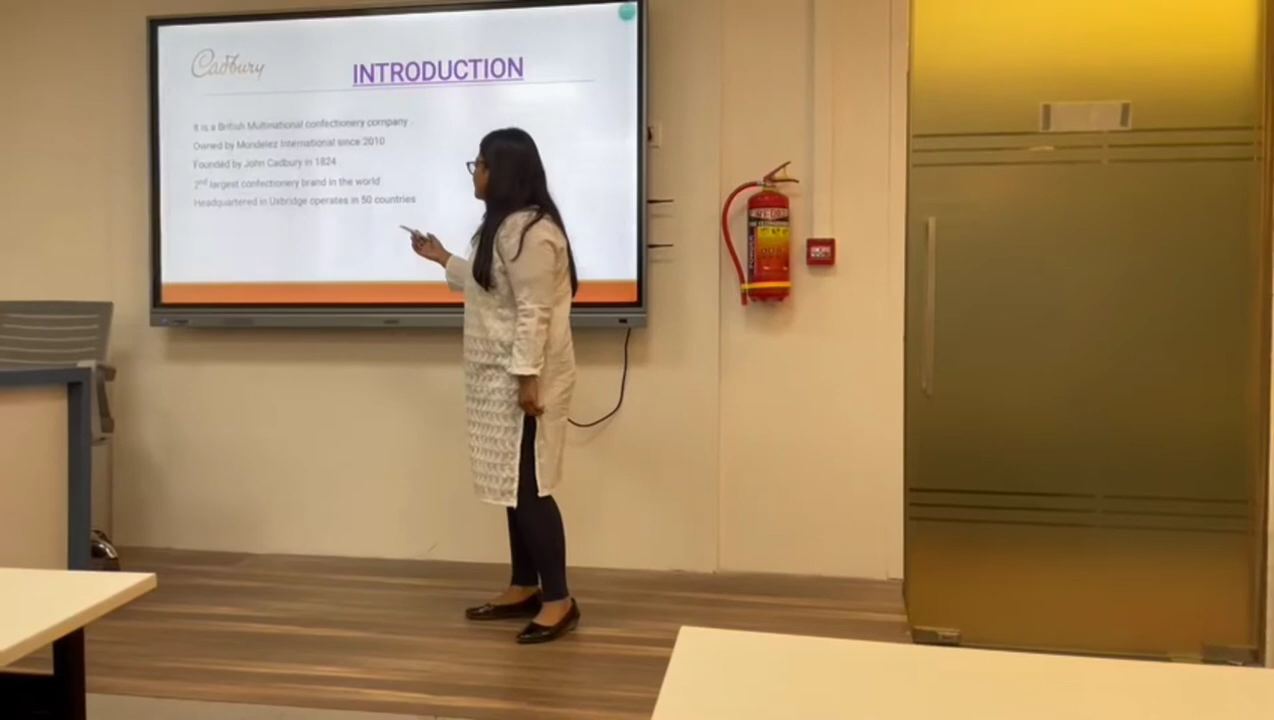 Cadbury
INTRODUCTION
It is a British Multinational confectionery company .
Owned by Mondelez International since 2010
Founded by John Cadbury in 1824
2nd largest confectionery brand in the world
Headquartered in Uxbridge operates in 50 countries